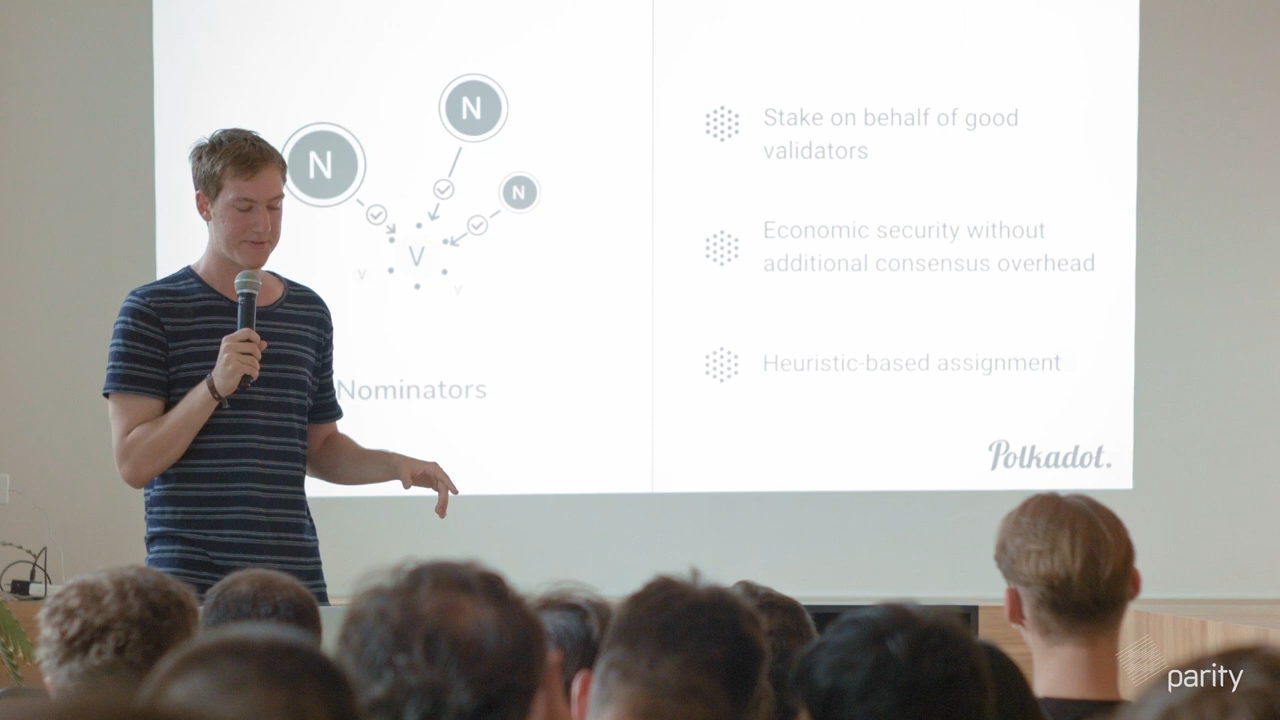 N
N
N
V
V
V
Nominators
Stake on behalf of good
validators
Economic security without
additional consensus overhead
Heuristic-based assignment
Polkadot.
parity